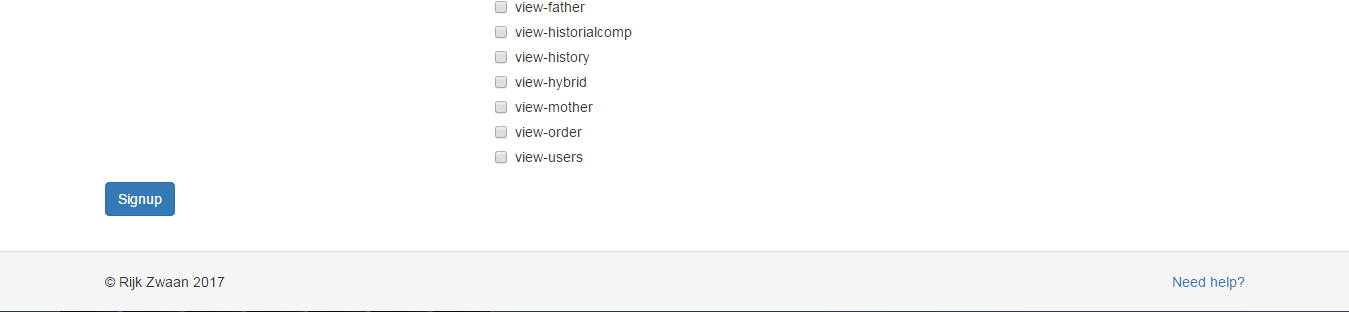 view-father
view-historialcomp
view-history
view-hybrid
view-mother
view-order
view-users
Signup
© Rijk Zwaan 2017
Need help?